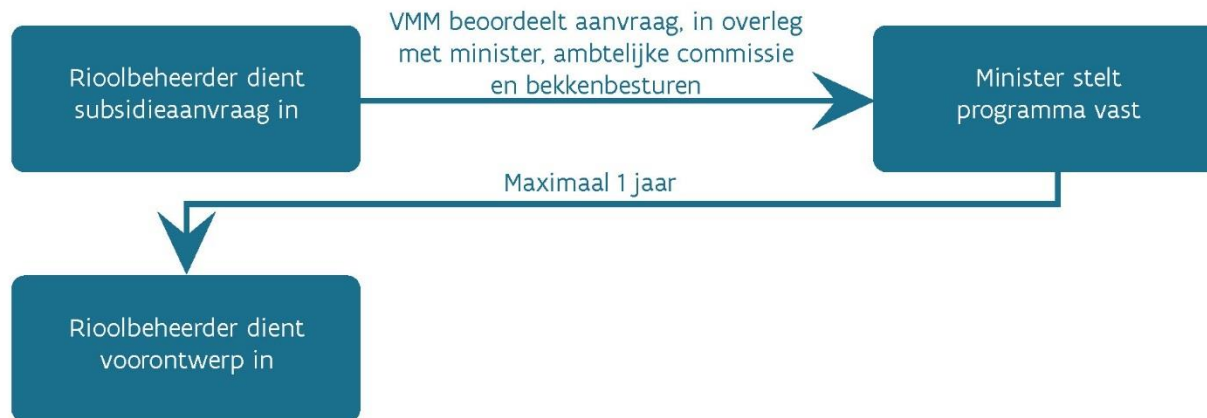 Rioolbeheerder dient
subsidieaanvraag in
VMM beoordeelt aanvraag, in overleg
met minister, ambtelijke commissie
en bekkenbesturen
Minister stelt
programma vast
Maximaal 1 jaar
Rioolbeheerder dient
voorontwerp in